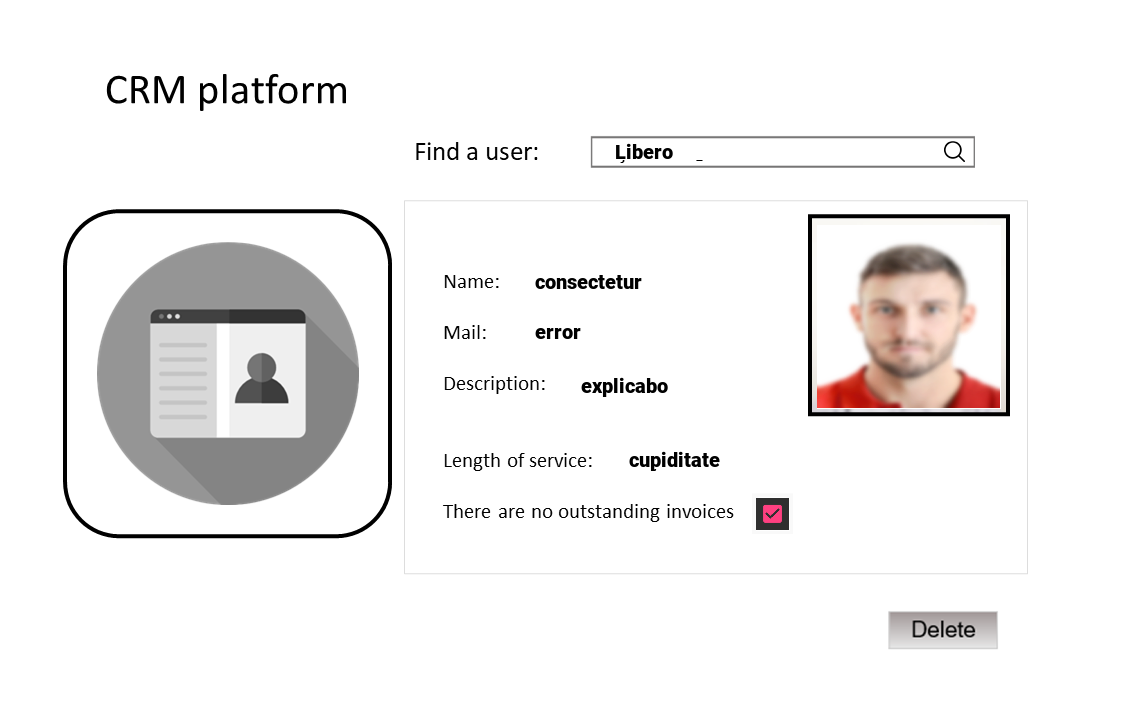 CRM platform
Find a user: Libero _
Name: consectetur
Mail: error
Description: explicabo
Length of service: cupiditate
There are no outstanding invoices
Delete